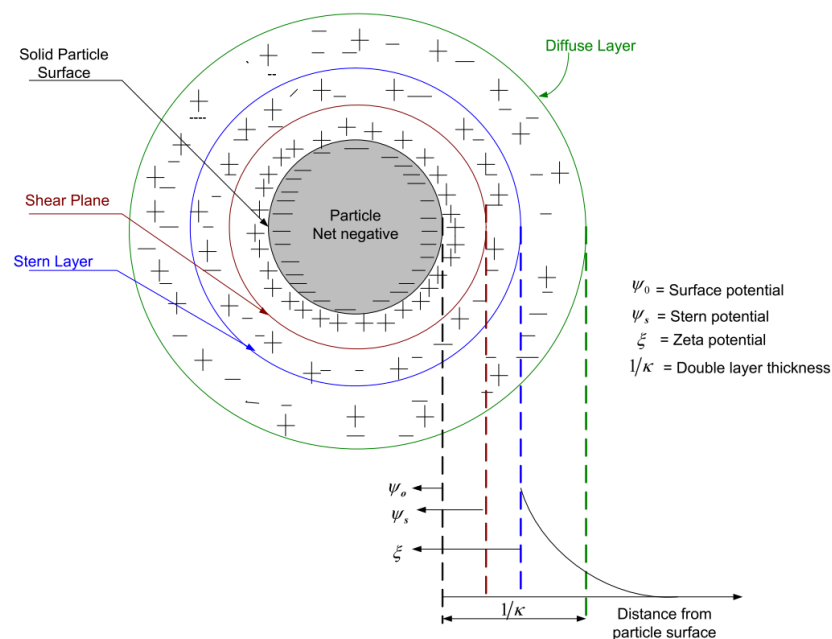 Diffuse Layer
Solid Particle
Surface
Shear Plane
Stern Layer
Particle
Net negative
ψ₀ = Surface potential
ψₛ = Stern potential
ξ = Zeta potential
1/κ = Double layer thickness
ψₒ
ψₛ
ξ
1/κ
Distance from
particle surface